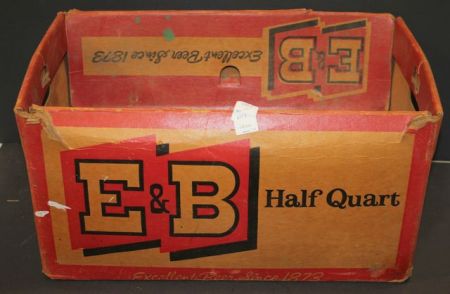 Excellent Beer Since 1873
E&B
E&B
Half Quart
Excellent Beer Since 1873